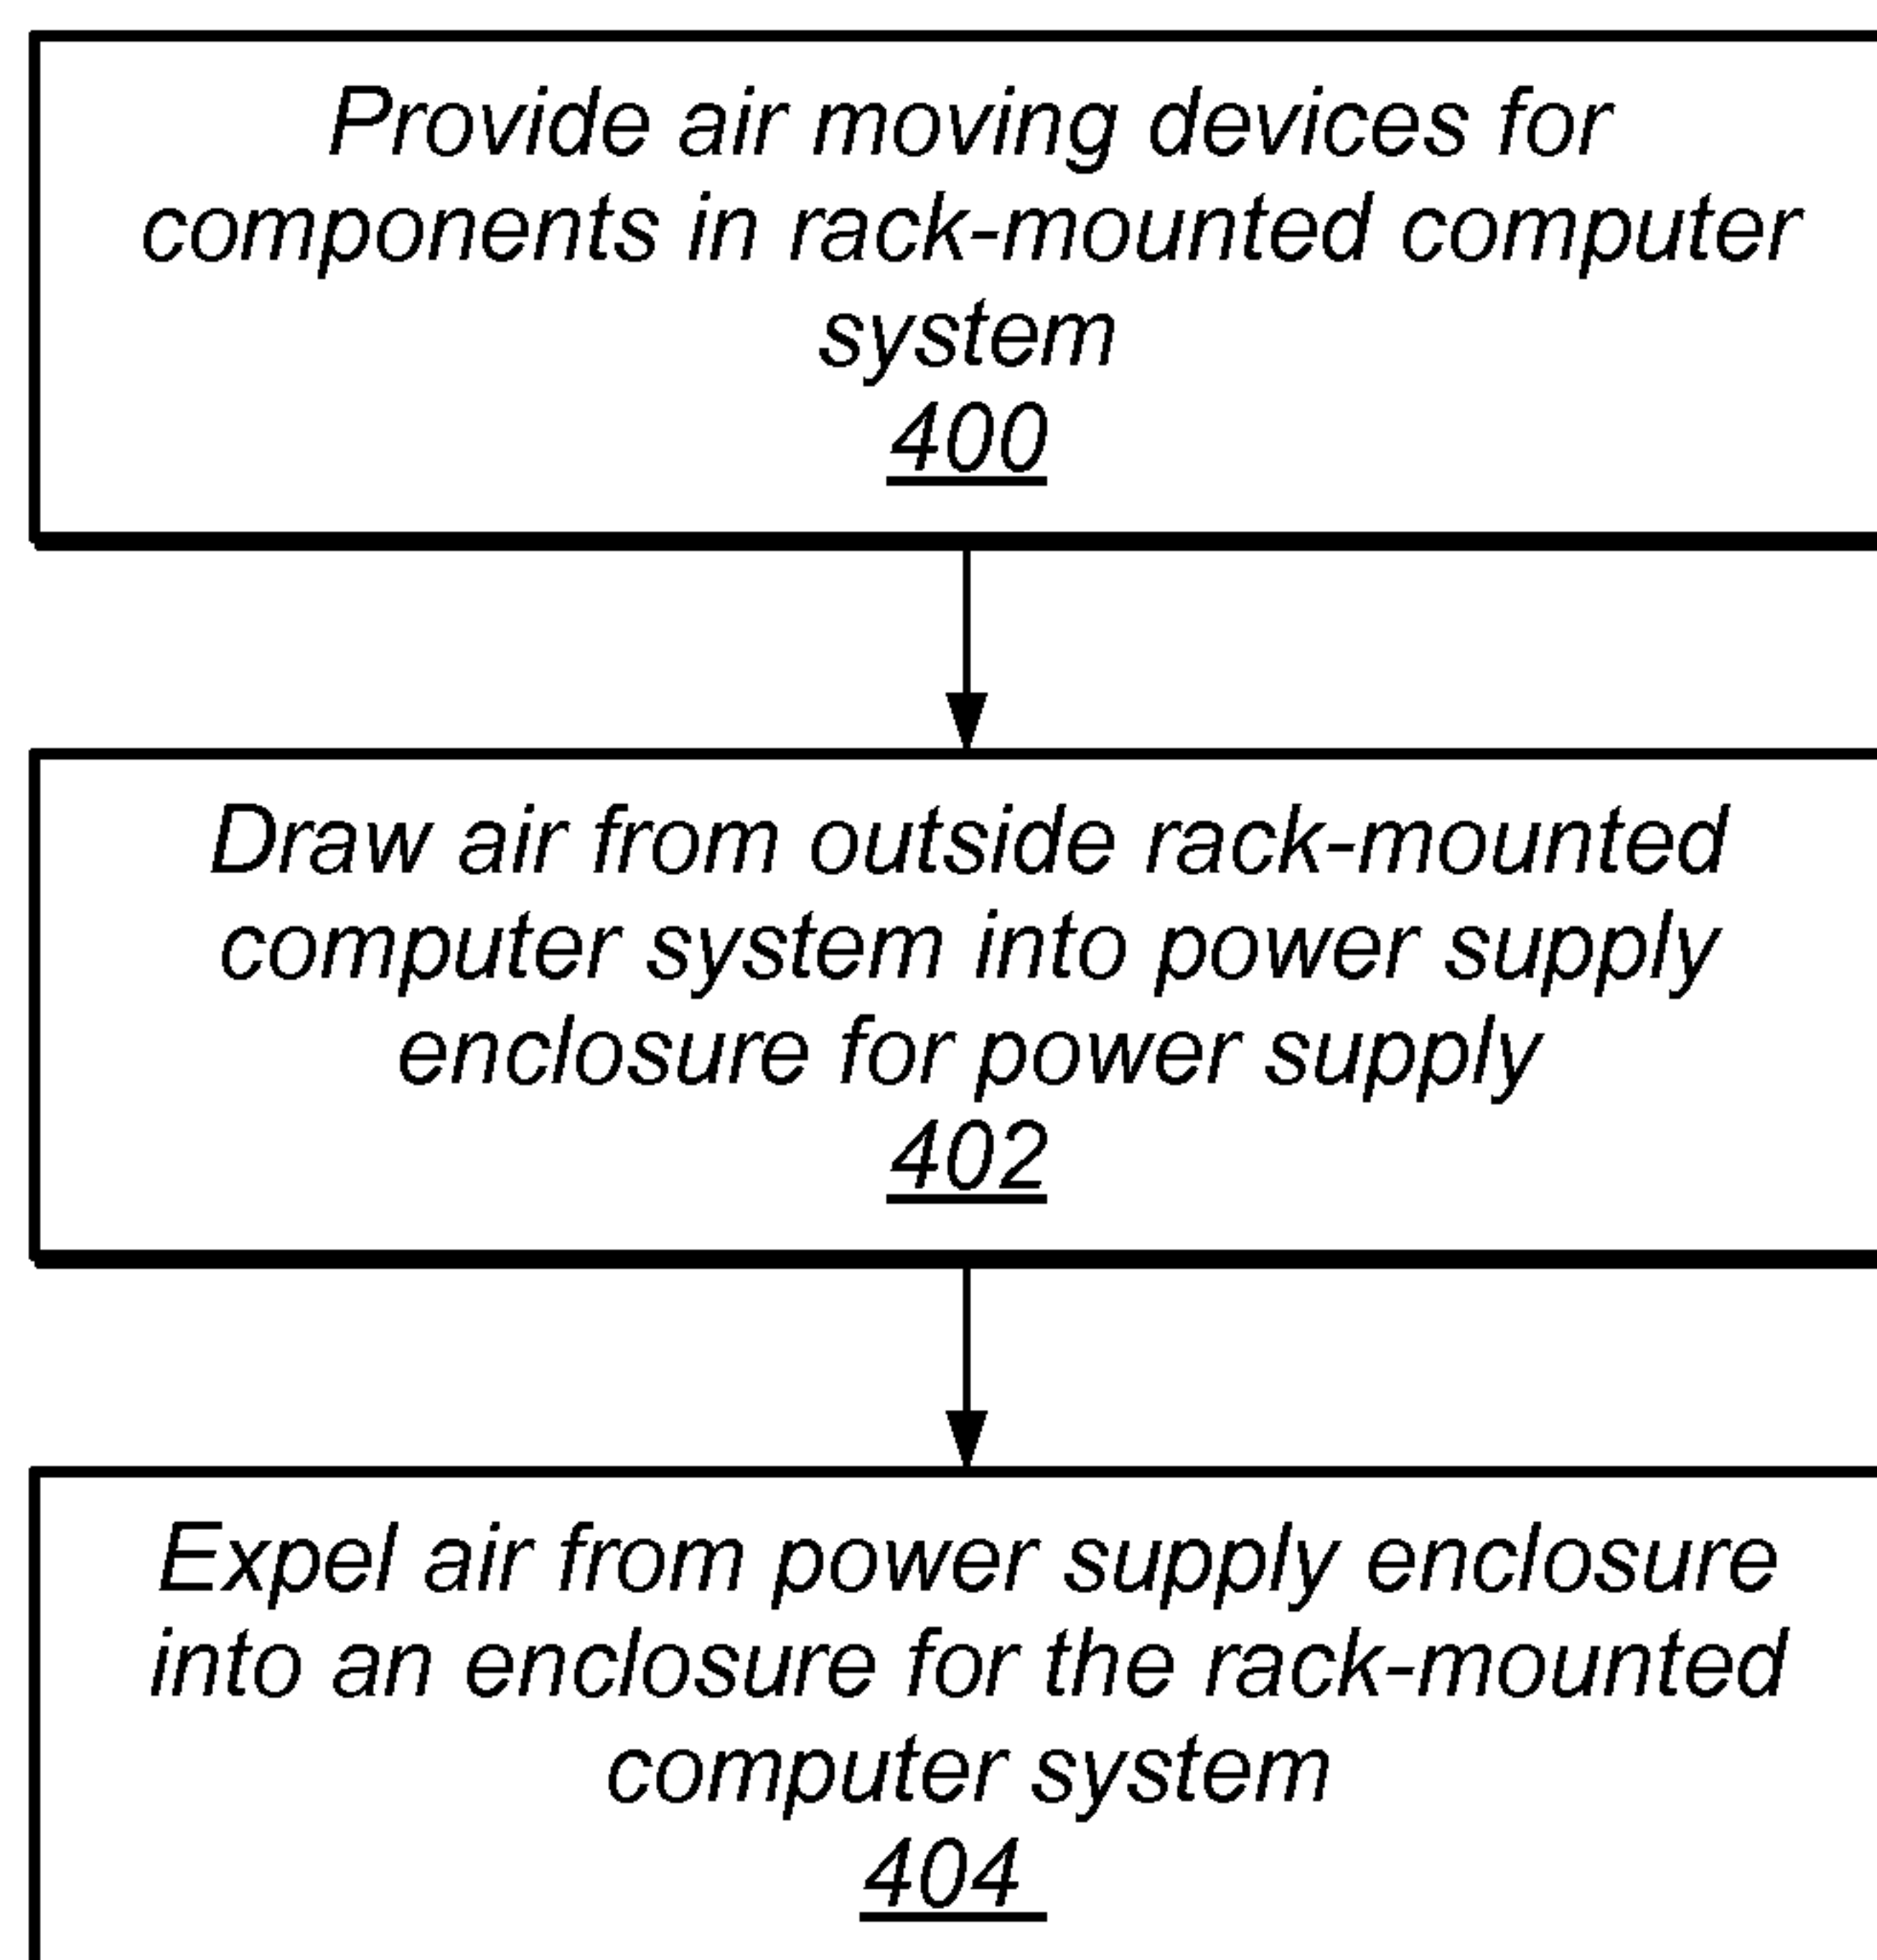 Provide air moving devices for
components in rack-mounted computer
system
400
Draw air from outside rack-mounted
computer system into power supply
enclosure for power supply
402
Expel air from power supply enclosure
into an enclosure for the rack-mounted
computer system
404